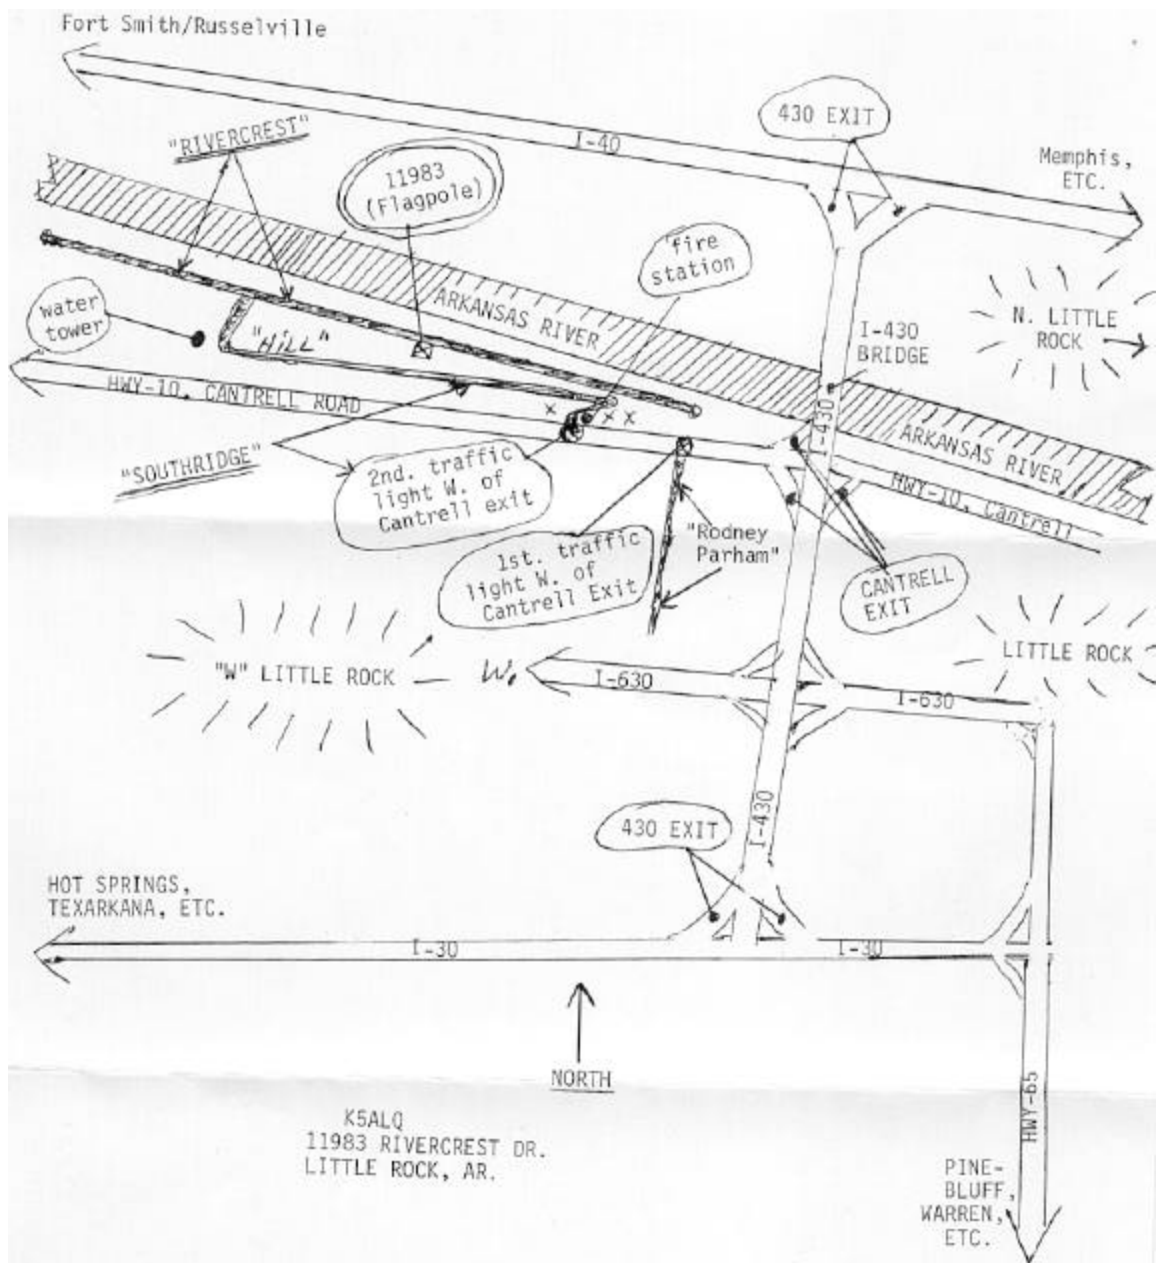 Fort Smith/Russelville
430 EXIT
I-40
"RIVERCREST"
Memphis,
ETC.
11983
(Flagpole)
fire
station
water
tower
ARKANSAS RIVER
N. LITTLE
ROCK
"HiLL"
I-430
BRIDGE
HWY-10, CANTRELL ROAD
I-430
ARKANSAS RIVER
"SOUTHRIDGE"
2nd. traffic
light W. of
Cantrell exit
HWY-10, Cantrell
1st. traffic
light W. of
Cantrell Exit
"Rodney
Parham"
CANTRELL
EXIT
"W" LITTLE ROCK
W.
I-630
I-630
LITTLE ROCK
430 EXIT
I-430
HOT SPRINGS,
TEXARKANA, ETC.
I-30
I-30
NORTH
HWY-65
K5ALQ
11983 RIVERCREST DR.
LITTLE ROCK, AR.
PINE-
BLUFF,
WARREN,
ETC.